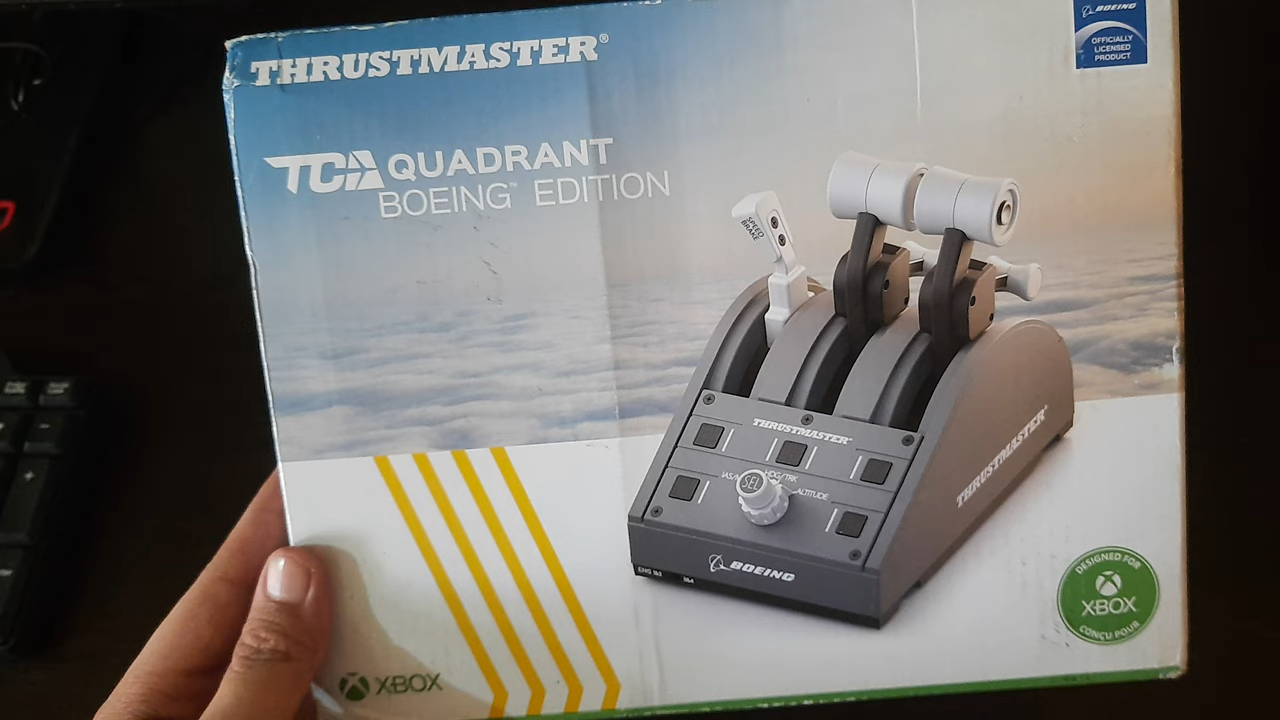 THRUSTMASTER®
BOEING
OFFICIALLY
LICENSED
PRODUCT
TCA QUADRANT
BOEING™ EDITION
SPEED
BRAKE
THRUSTMASTER®
IAS/
HDG/TRK
SEL
ALTITUDE
THRUSTMASTER®
BOEING
DESIGNED FOR
XBOX
CONÇU POUR
XBOX